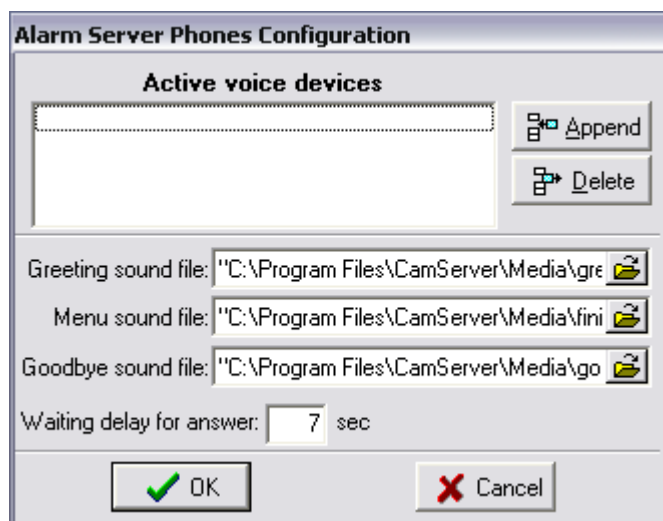 Alarm Server Phones Configuration
Active voice devices
Append
Delete
Greeting sound file: "C:\Program Files\CamServer\Media\gre
Menu sound file: "C:\Program Files\CamServer\Media\fini
Goodbye sound file: "C:\Program Files\CamServer\Media\go
Waiting delay for answer: 7 sec
OK Cancel